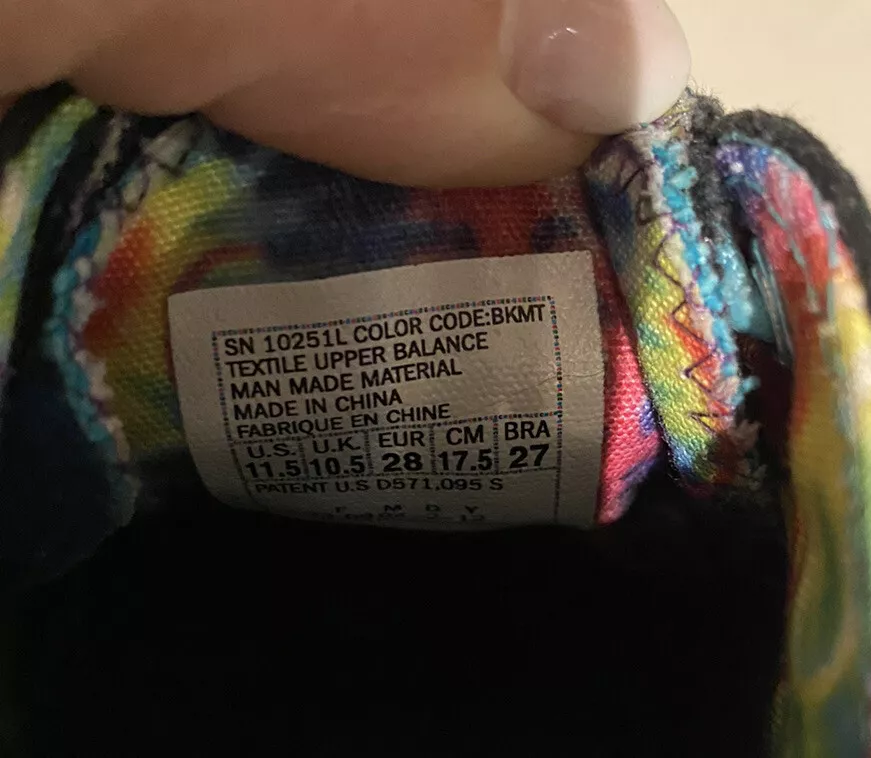 SN 10251L COLOR CODE:BKMT
TEXTILE UPPER BALANCE
MAN MADE MATERIAL
MADE IN CHINA
FABRIQUE EN CHINE
U.S. U.K. EUR CM BRA
11.5 10.5 28 17.5 27
PATENT U.S D571,095 S
F M D Y